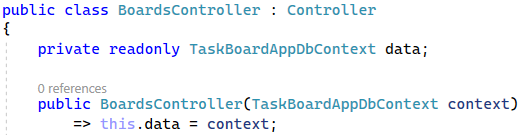 public class BoardsController : Controller
{
    private readonly TaskBoardAppDbContext data;
    0 references
    public BoardsController(TaskBoardAppDbContext context)
        => this.data = context;